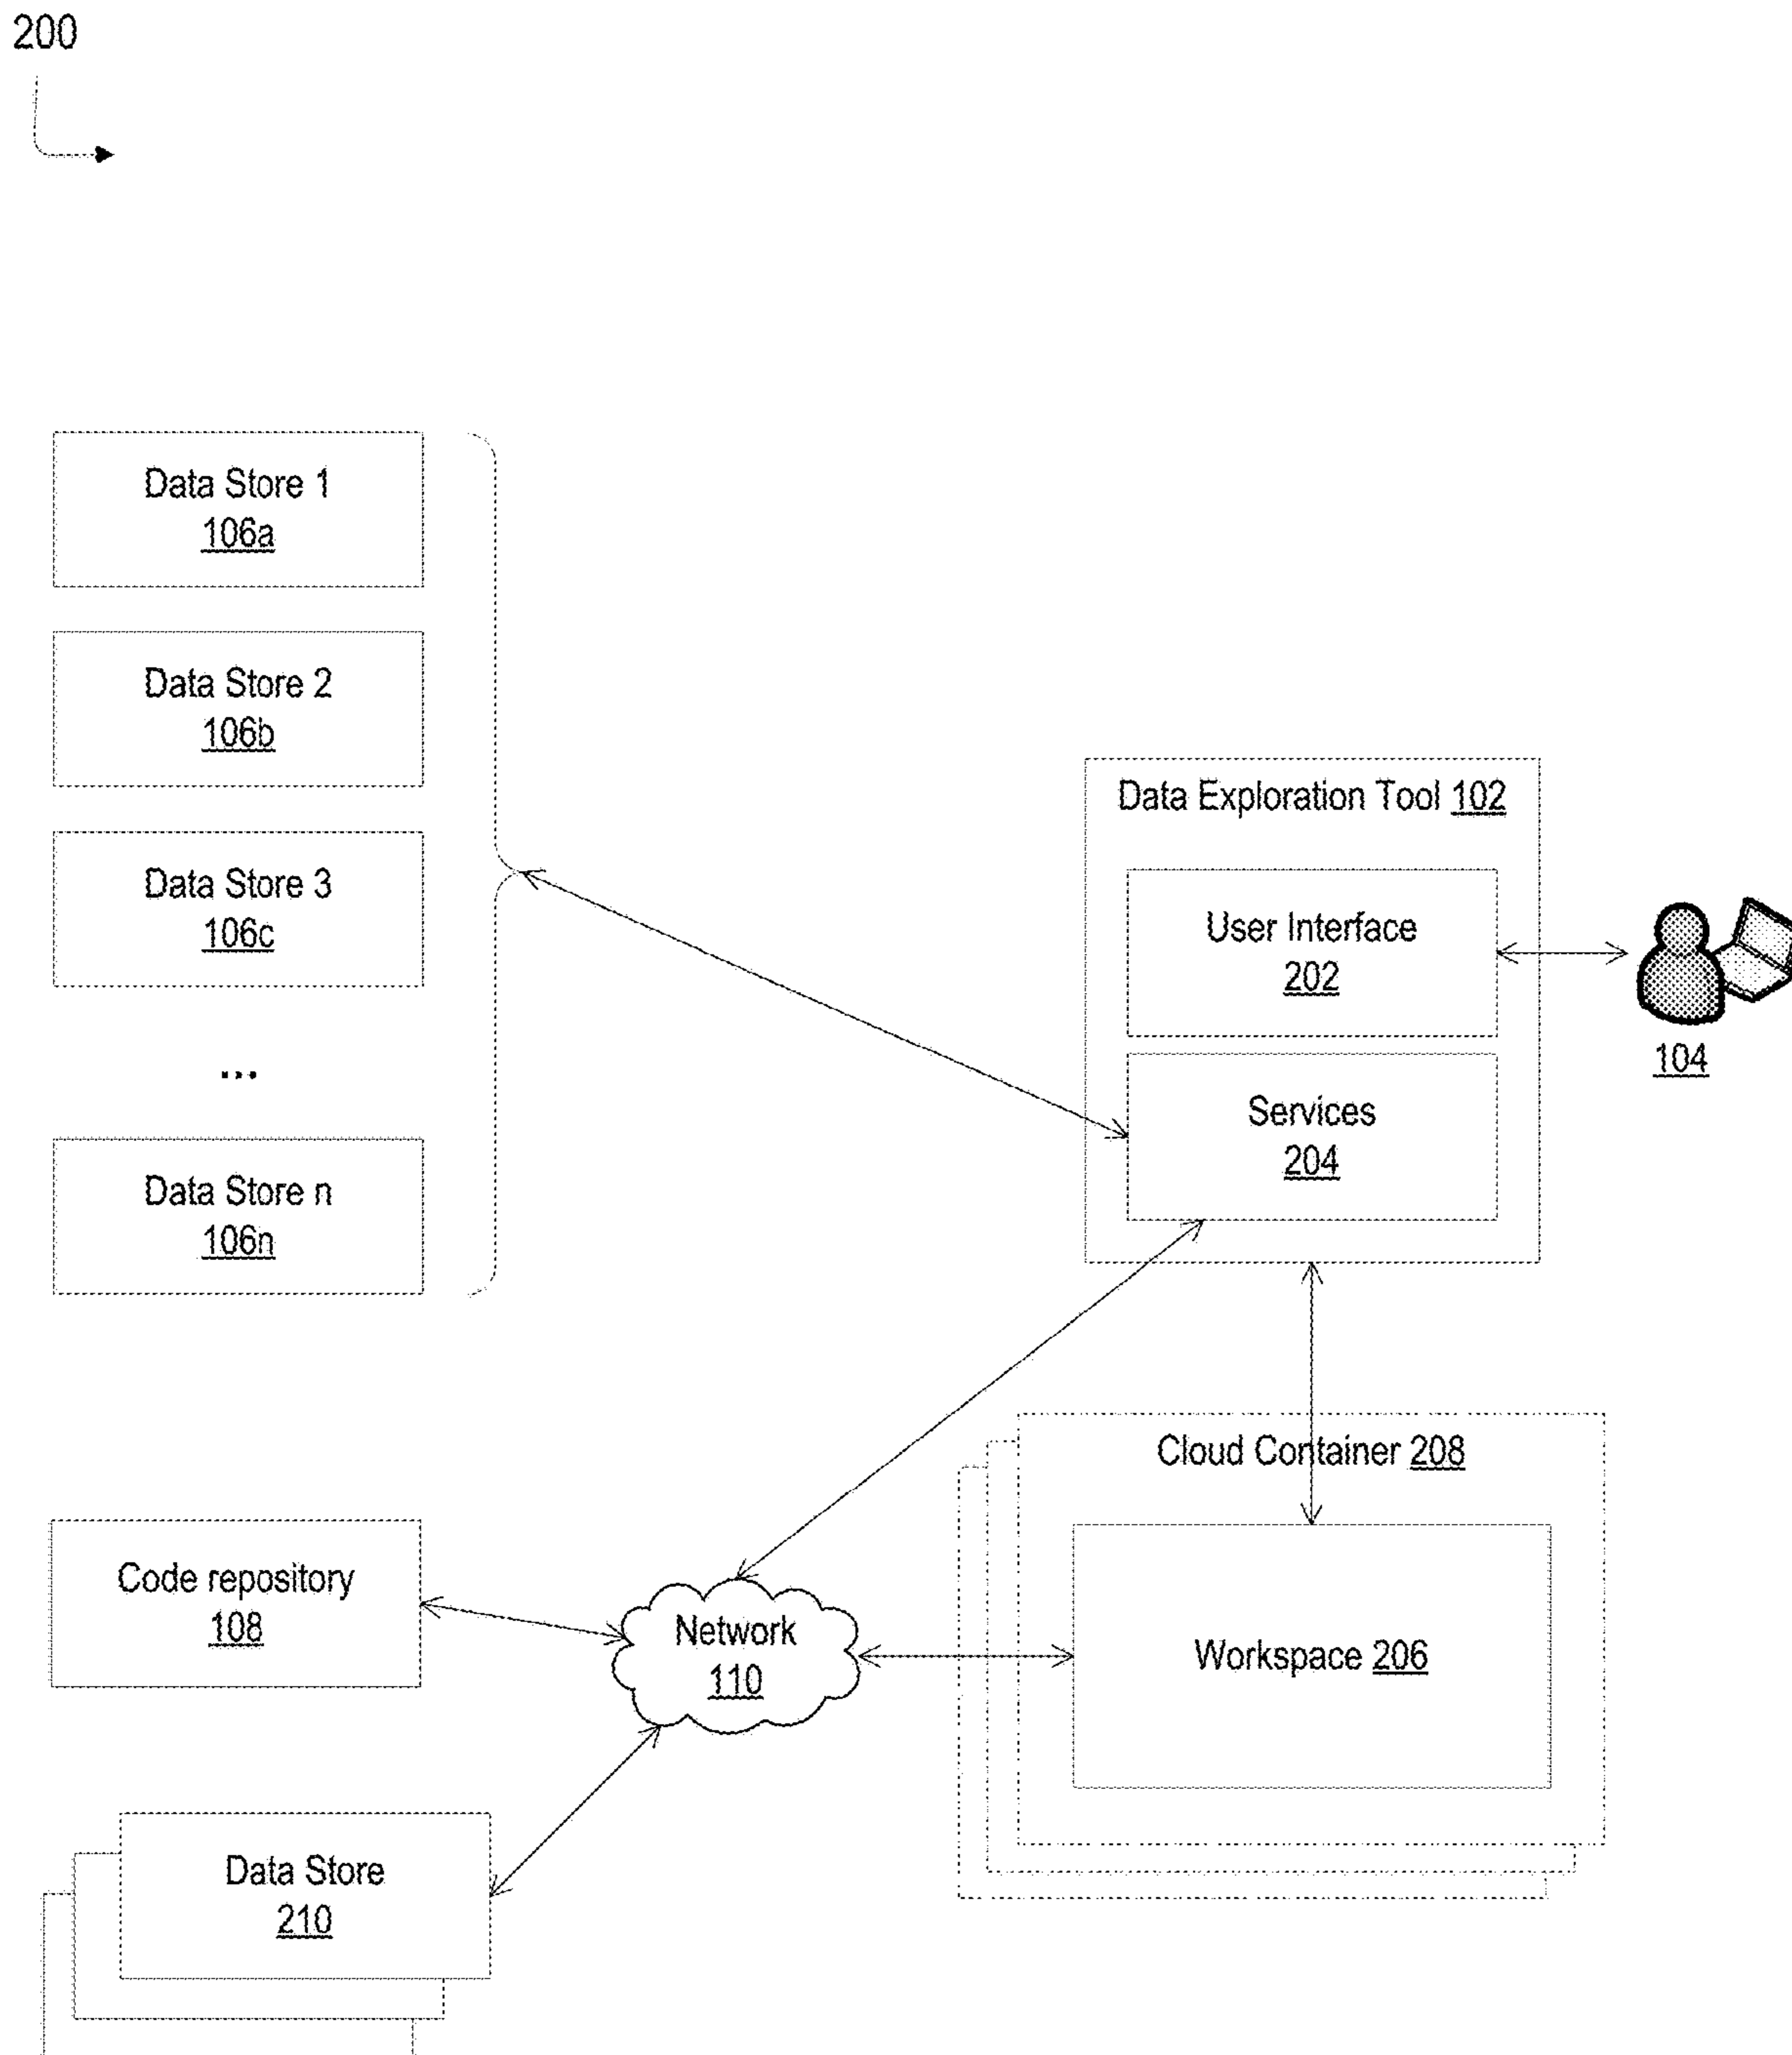 200
Data Store 1
106a
Data Store 2
106b
Data Store 3
106c
...
Data Store n
106n
Data Exploration Tool 102
User Interface
202
Services
204
104
Cloud Container 208
Workspace 206
Code repository
108
Network
110
Data Store
210